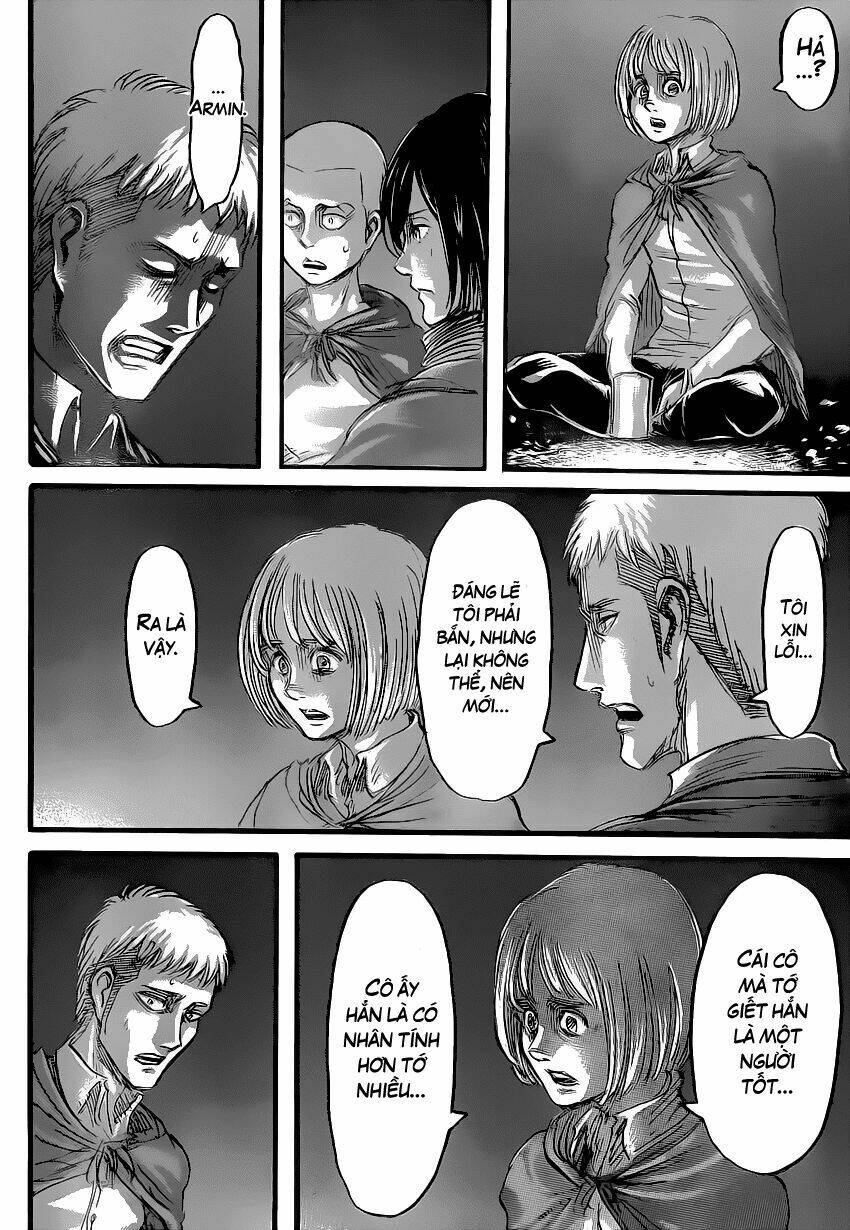 Hả
...?
...
Armin.
Tôi
xin
lỗi...
Đáng lẽ
tôi phải
bắn, nhưng
lại không
thể, nên
mới...
Ra là
vậy.
Cái cô
mà tớ
giết hẳn
là một
người
tốt...
Cô ấy
hẳn là có
nhân tính
hơn tớ
nhiều...